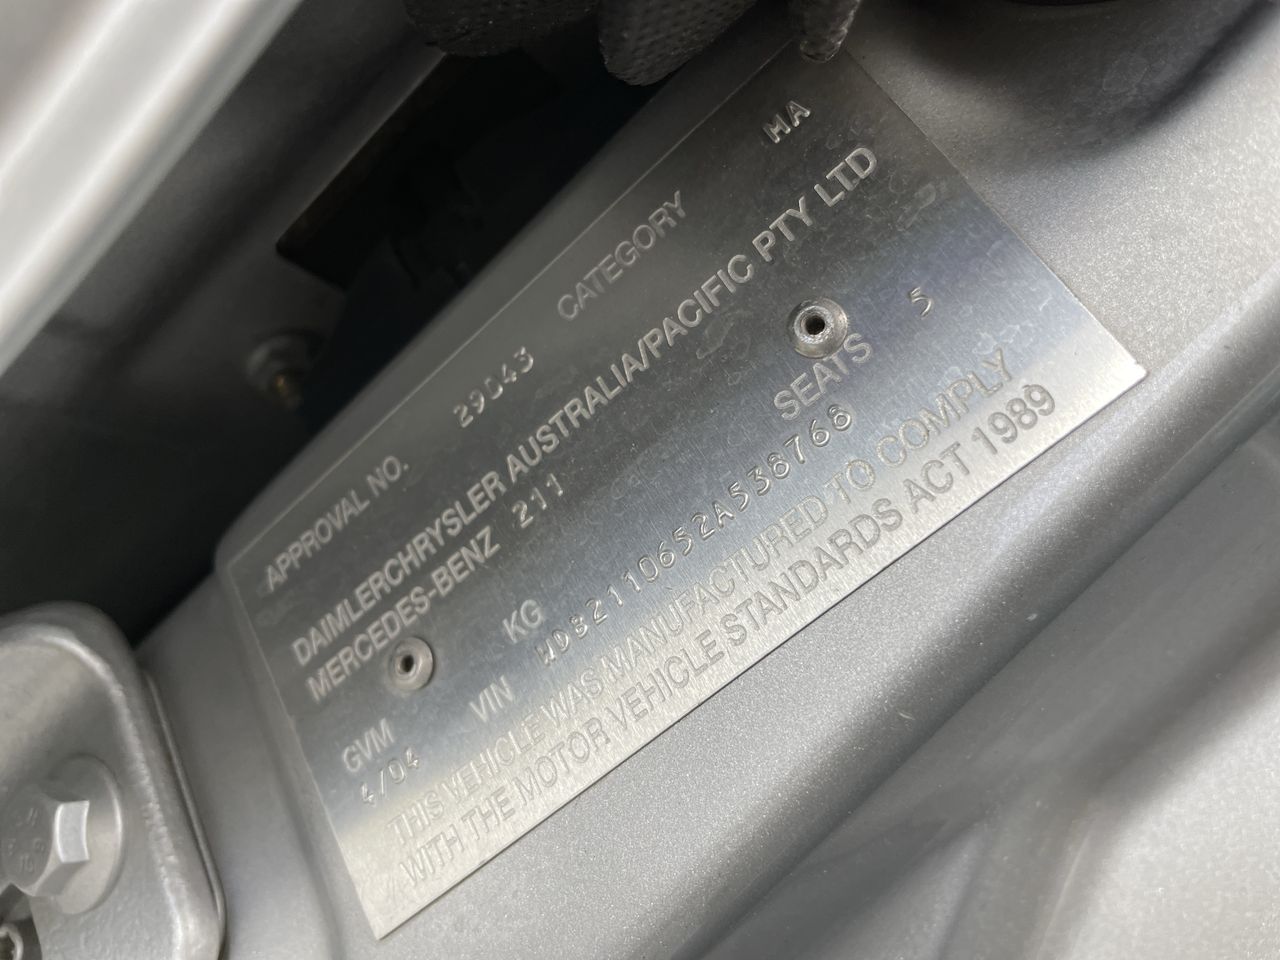 APPROVAL NO. 29043 CATEGORY MA
DAIMLERCHRYSLER AUSTRALIA/PACIFIC PTY LTD
MERCEDES-BENZ 211
GVM KG SEATS 5
4/04 VIN WDB2110652A538768
THIS VEHICLE WAS MANUFACTURED TO COMPLY
WITH THE MOTOR VEHICLE STANDARDS ACT 1989